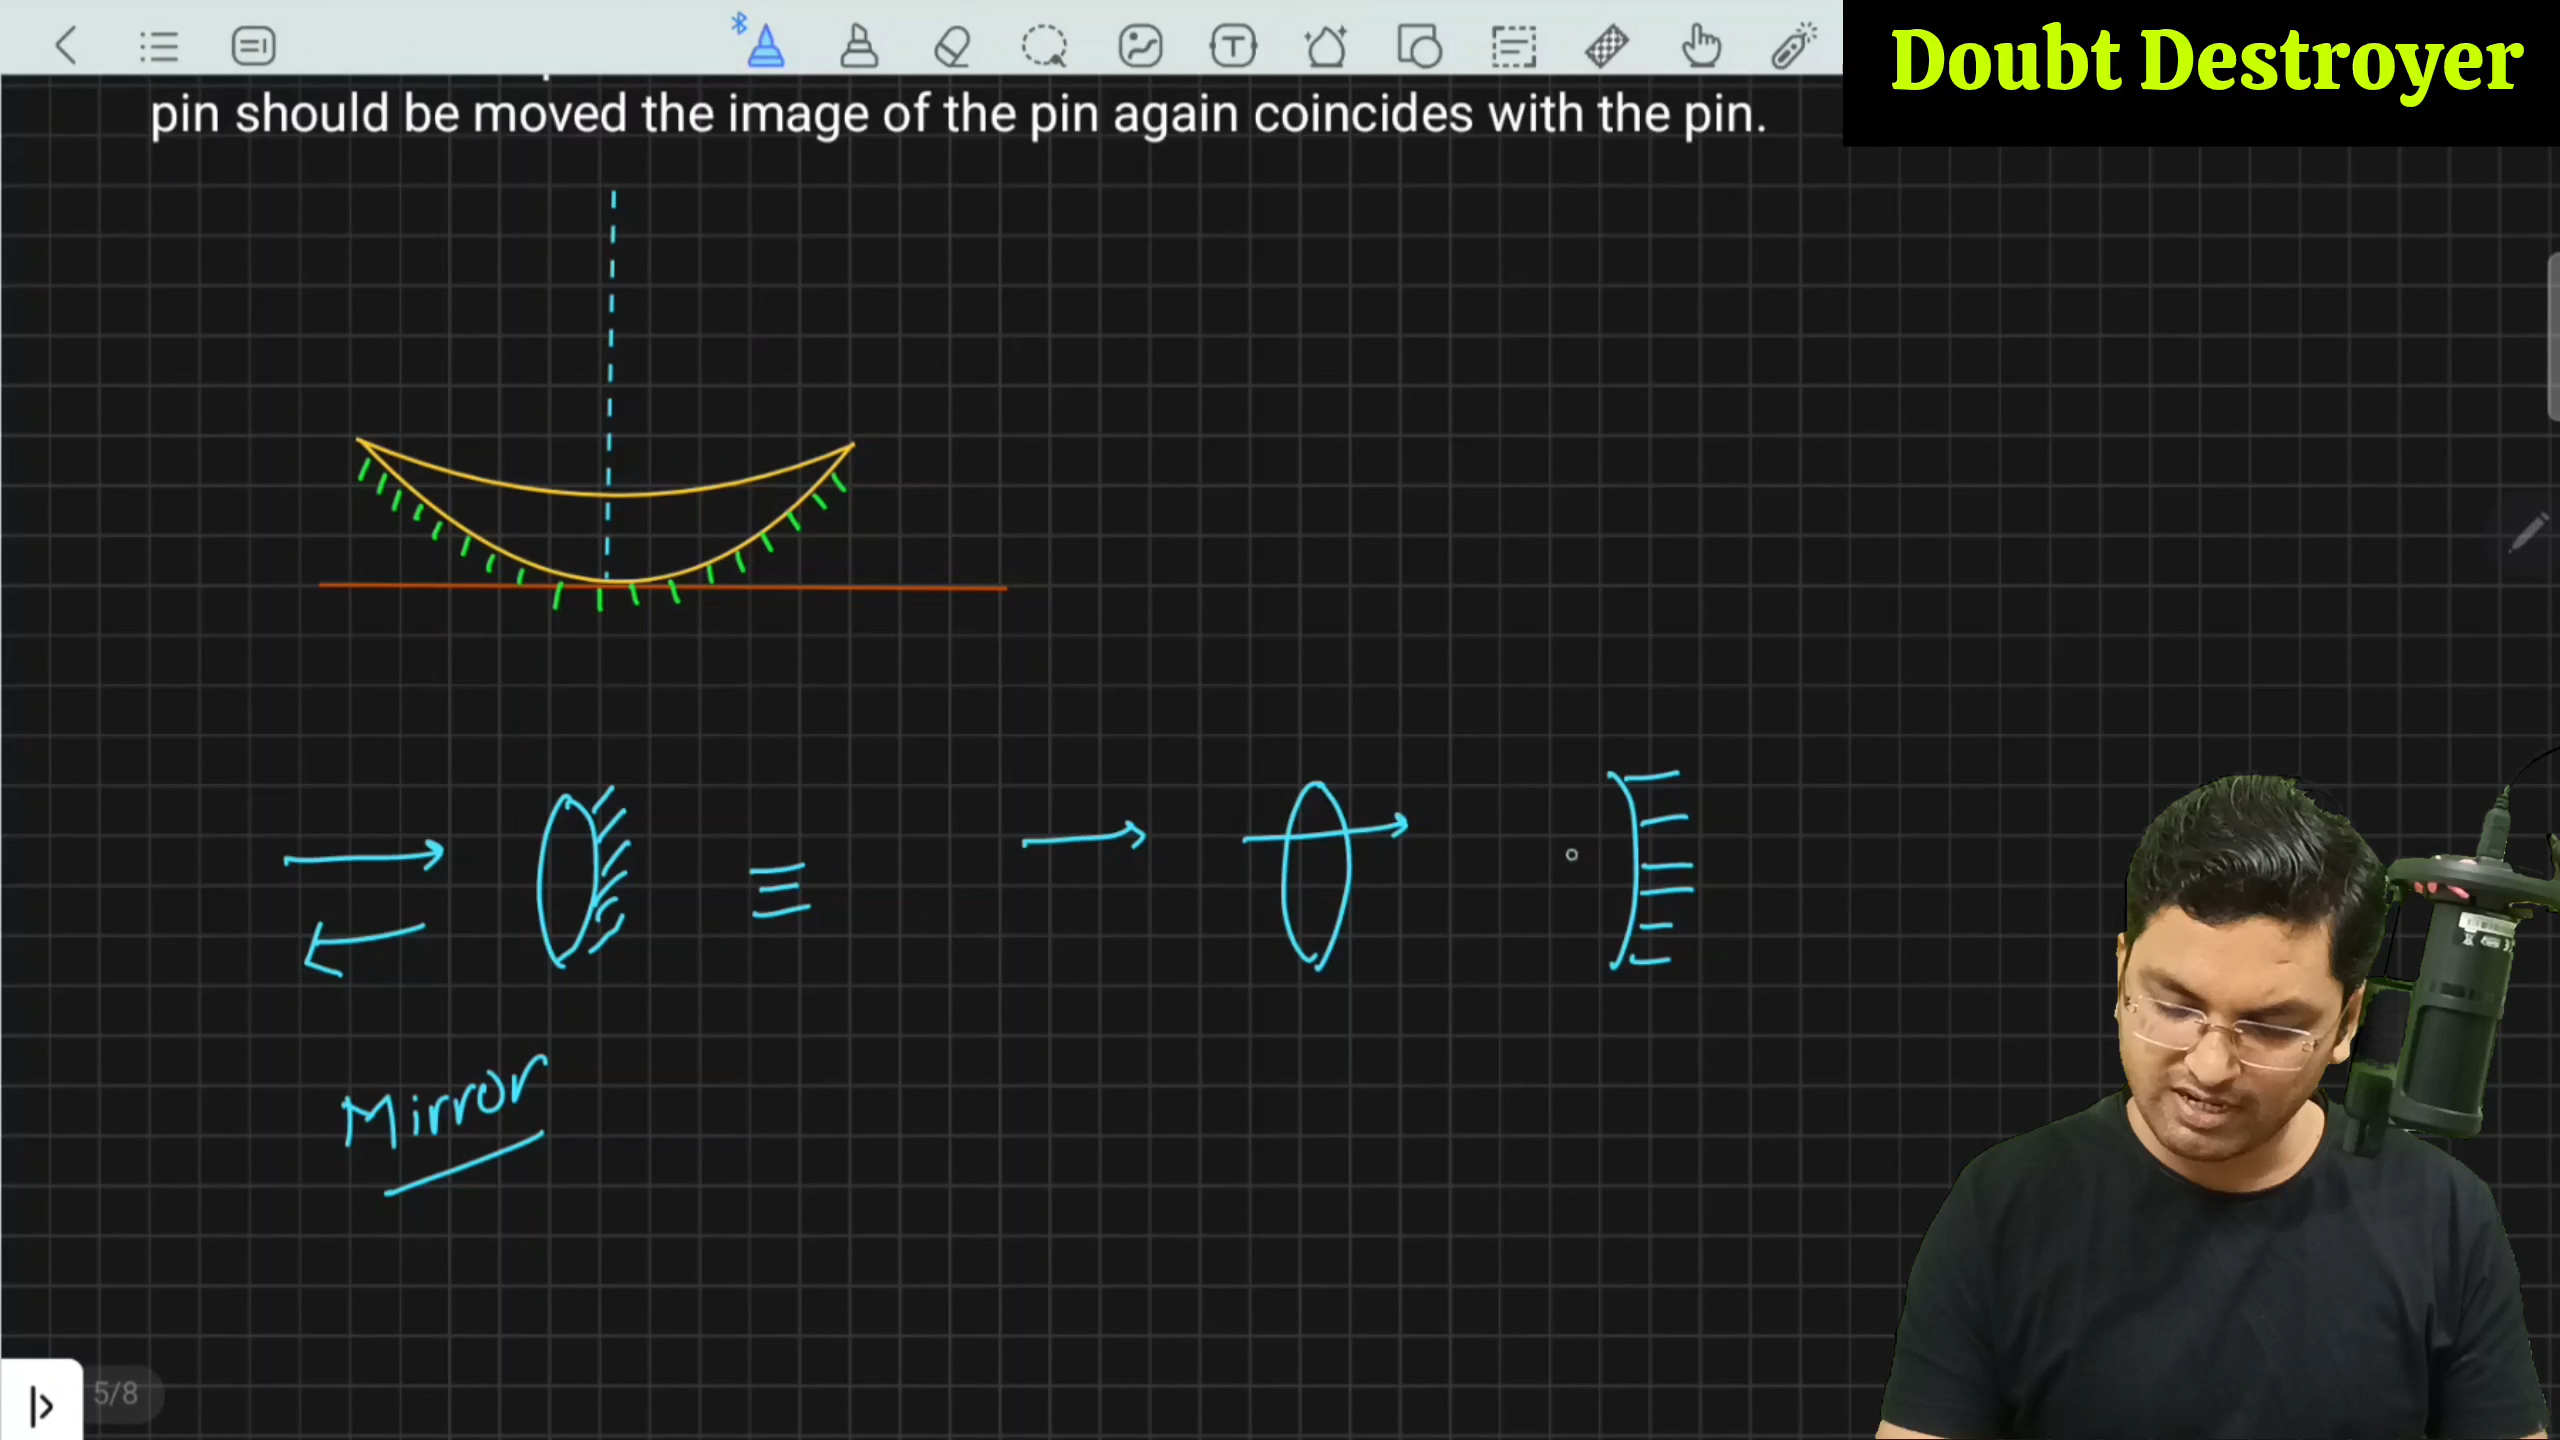 Doubt Destroyer
pin should be moved the image of the pin again coincides with the pin.
Mirror
5/8